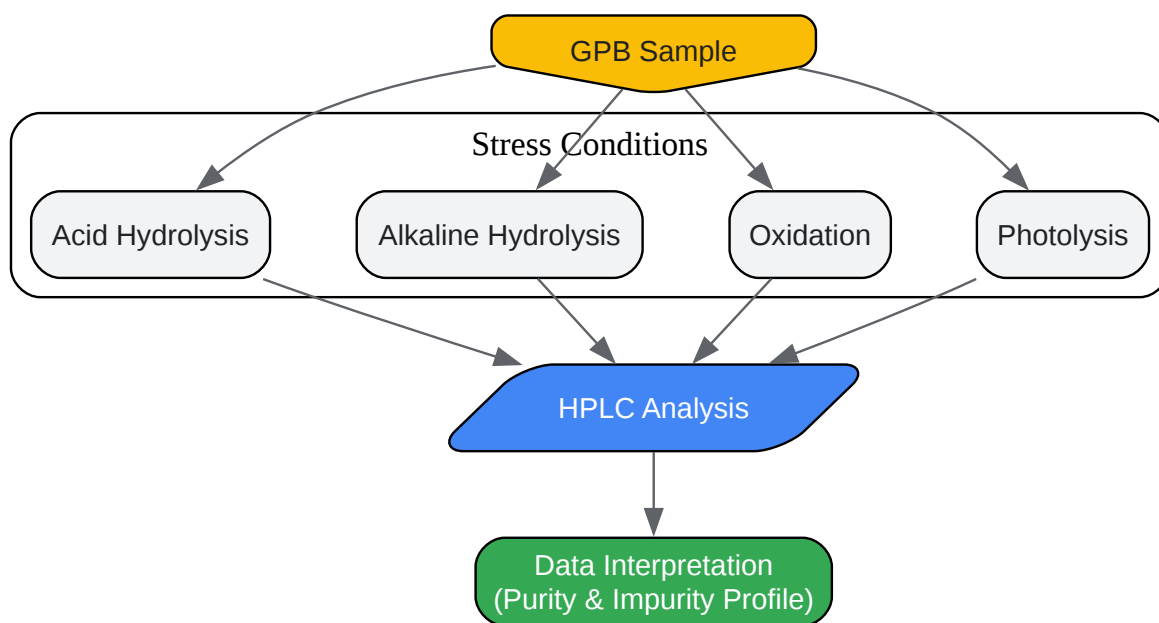 GPB Sample
Stress Conditions
Acid Hydrolysis
Alkaline Hydrolysis
Oxidation
Photolysis
HPLC Analysis
Data Interpretation
(Purity & Impurity Profile)